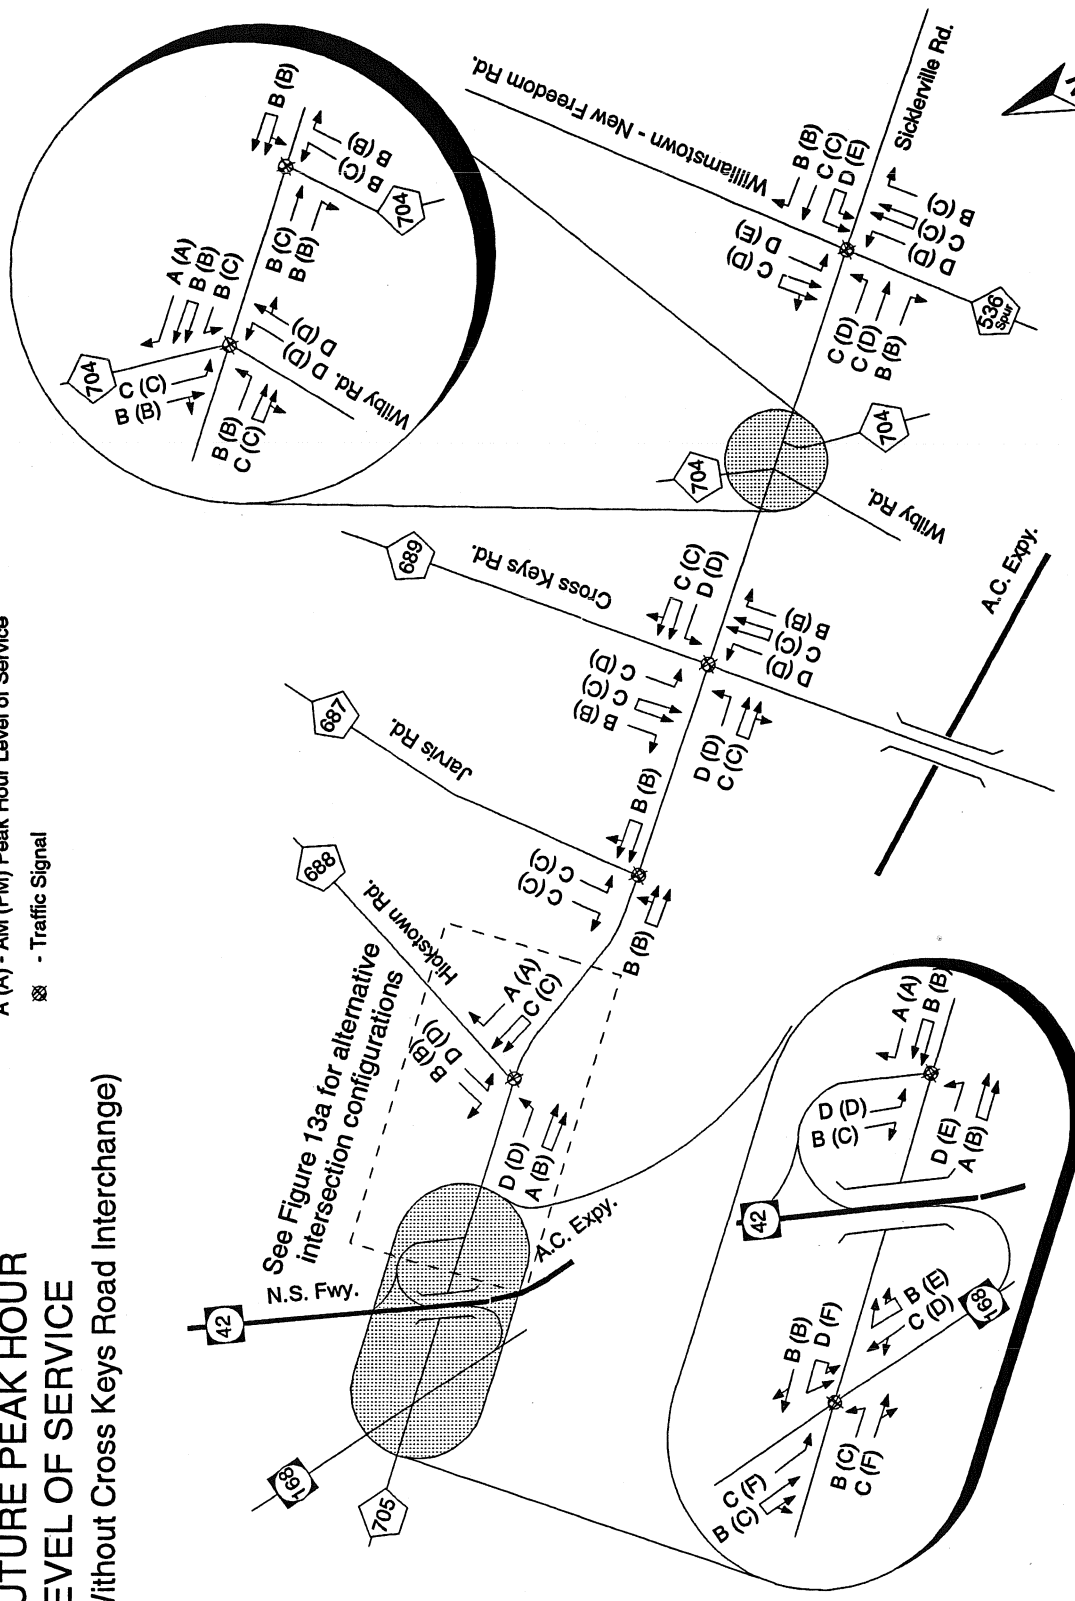 UTURE PEAK HOUR
EVEL OF SERVICE
Without Cross Keys Road Interchange)
A (A) - AM (PM) Peak Hour Level of Service
- Traffic Signal
B (B)
B (B)
B (C)
704
A (A)
B (B)
B (C)
B (C)
B (B)
704
C (C)
B (B)
D (D)
D (D)
B (B)
C (C)
Wilby Rd.
Williamstown - New Freedom Rd.
Sicklerville Rd.
B (B)
C (C)
D (E)
D (E)
C (D)
B (C)
C (C)
D (D)
C (D)
C (D)
B (B)
536
Spur
704
704
Wilby Rd.
689
Cross Keys Rd.
C (C)
D (D)
C (D)
C (C)
B (B)
B (B)
C (C)
D (D)
D (D)
C (C)
A.C. Expy.
687
Jarvis Rd.
B (B)
C (C)
C (C)
B (B)
688
Hickstown Rd.
A (A)
C (C)
D (D)
B (B)
D (D)
A (B)
See Figure 13a for alternative
intersection configurations
N.S. Fwy.
A.C. Expy.
42
168
705
A (A)
B (B)
D (D)
B (C)
D (E)
A (B)
42
B (E)
C (D)
168
B (B)
D (F)
C (F)
B (C)
B (C)
C (F)